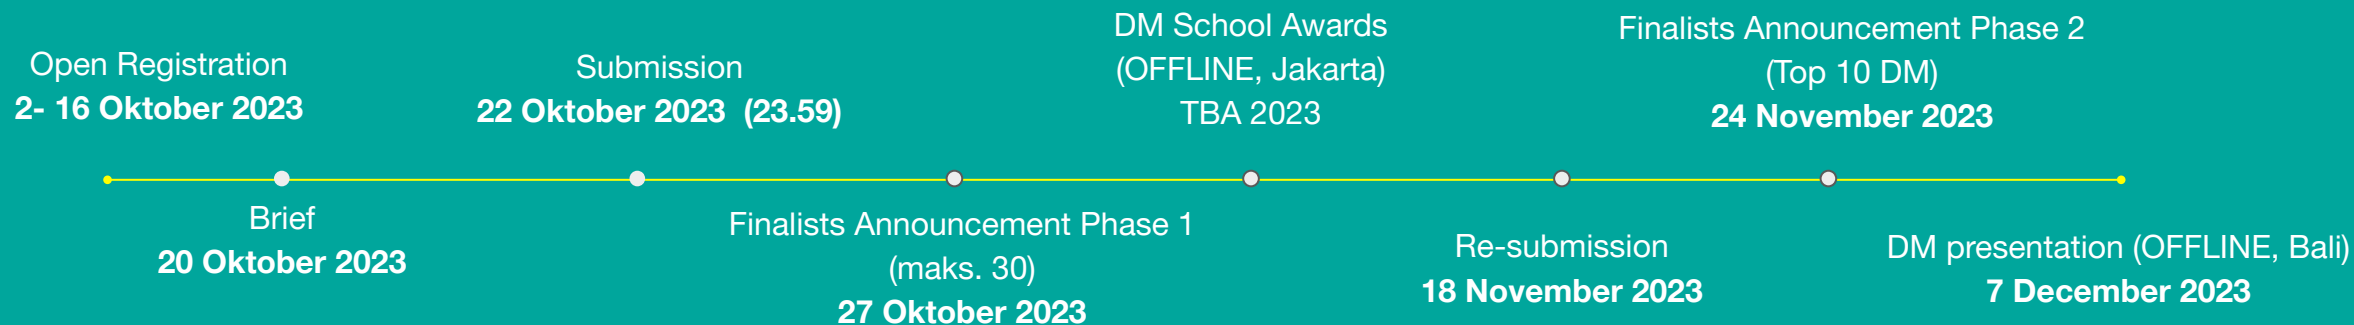 Open Registration
2- 16 Oktober 2023
Brief
20 Oktober 2023
Submission
22 Oktober 2023  (23.59)
Finalists Announcement Phase 1
(maks. 30)
27 Oktober 2023
DM School Awards
(OFFLINE, Jakarta)
TBA 2023
Re-submission
18 November 2023
Finalists Announcement Phase 2
(Top 10 DM)
24 November 2023
DM presentation (OFFLINE, Bali)
7 December 2023